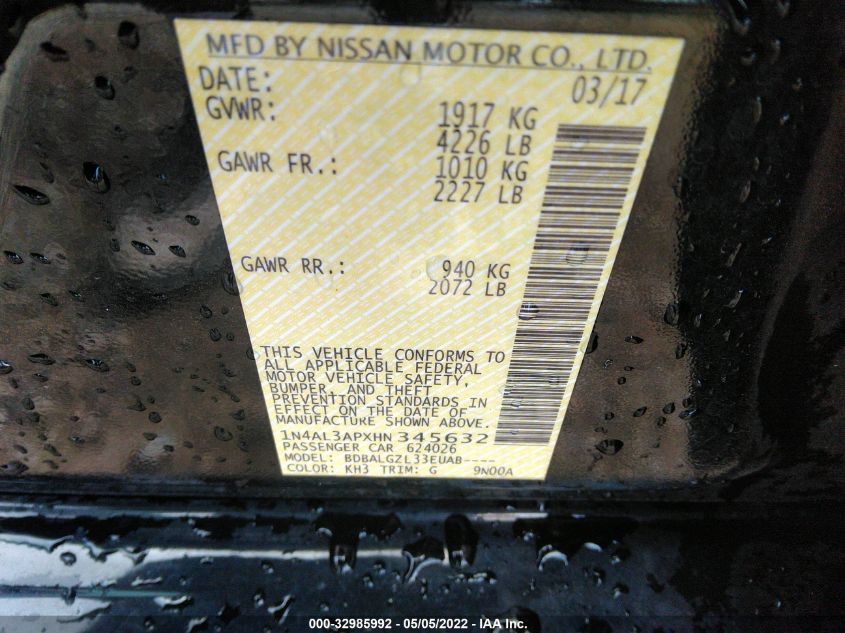 MFD BY NISSAN MOTOR CO., LTD.
DATE: 03/17
GVWR: 1917 KG
4226 LB
GAWR FR.: 1010 KG
2227 LB
GAWR RR.: 940 KG
2072 LB
THIS VEHICLE CONFORMS TO
ALL APPLICABLE FEDERAL
MOTOR VEHICLE SAFETY,
BUMPER, AND THEFT
PREVENTION STANDARDS IN
EFFECT ON THE DATE OF
MANUFACTURE SHOWN ABOVE.
1N4AL3APXHN345632
PASSENGER CAR 624026
MODEL: BDBALGZL33EUAB----
COLOR: KH3 TRIM: G 9N00A
000-32985992 - 05/05/2022 - IAA Inc.